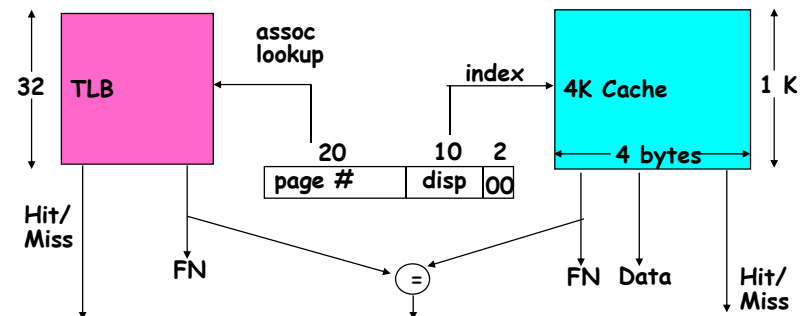 assoc
lookup
32
TLB
index
4K Cache
1 K
20
10
2
4 bytes
page #
disp
00
Hit/
Miss
FN
=
FN
Data
Hit/
Miss